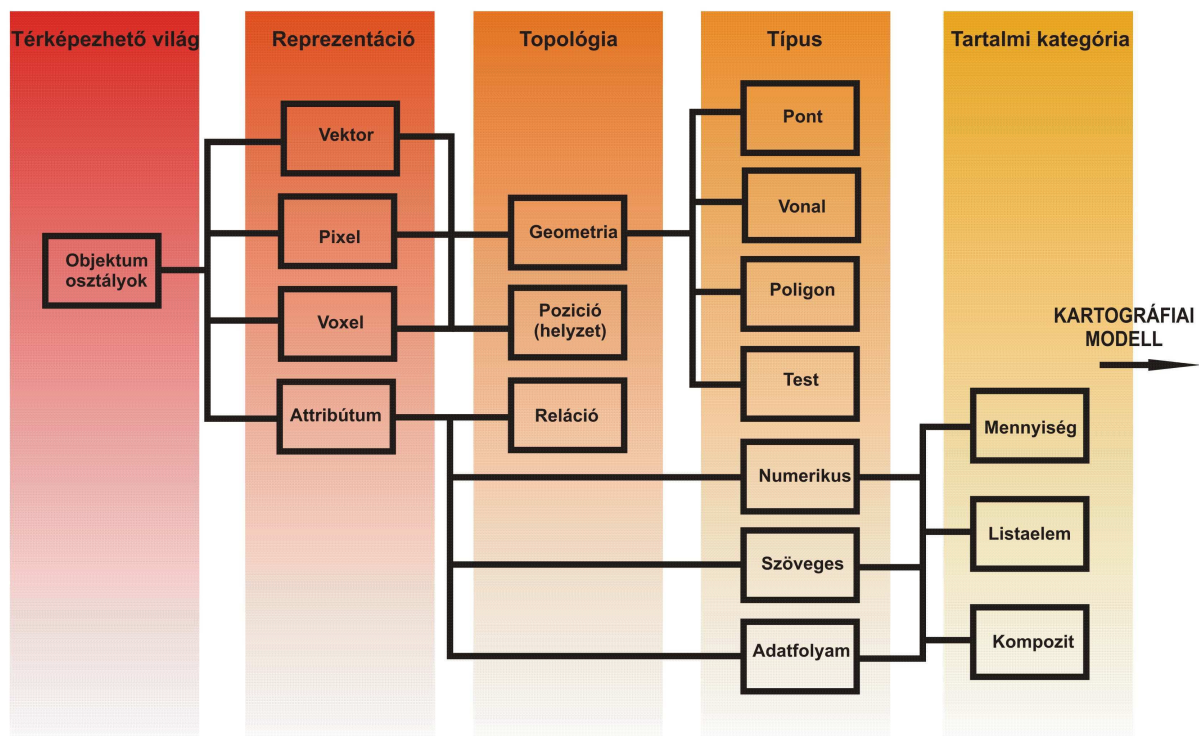 Térképezhető világ
Reprezentáció
Topológia
Típus
Tartalmi kategória
Objektum
osztályok
Vektor
Pixel
Voxel
Attribútum
Geometria
Pozició
(helyzet)
Reláció
Pont
Vonal
Poligon
Test
Numerikus
Szöveges
Adatfolyam
Mennyiség
Listaelem
Kompozit
KARTOGRÁFIAI
MODELL